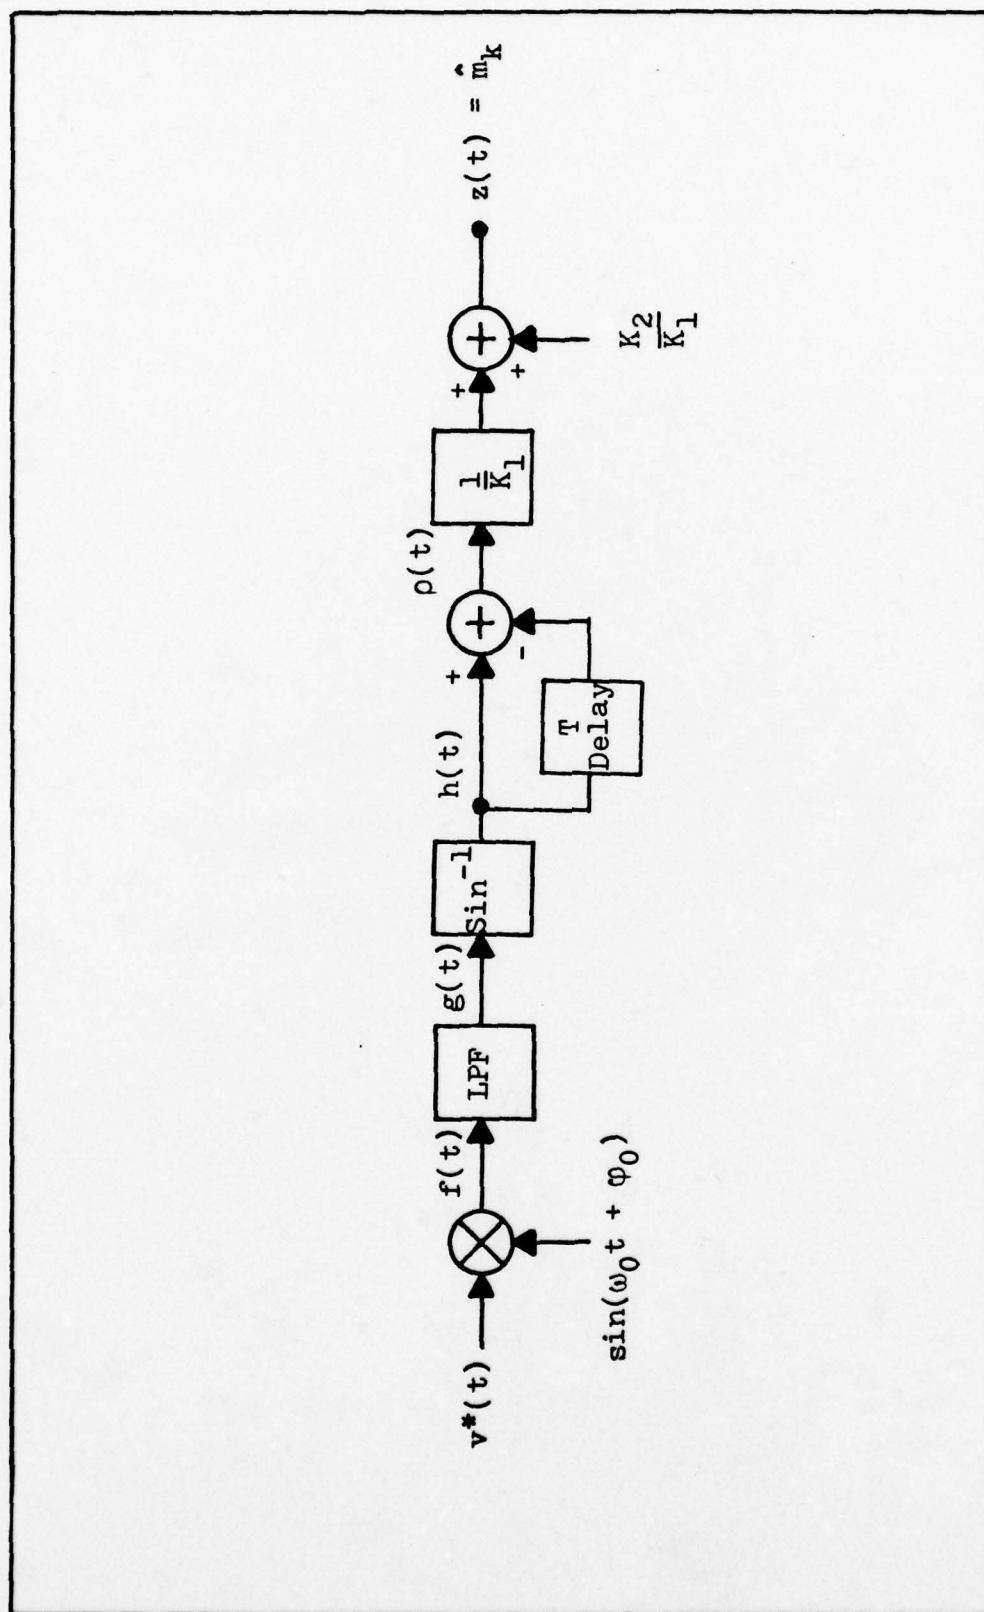 v*(t)
sin(ω₀t + φ₀)
f(t)
LPF
g(t)
Sin⁻¹
h(t)
T
Delay
+
-
+
ρ(t)
1
K₁
+
+
+
K₂
K₁
z(t) = m̂ₖ